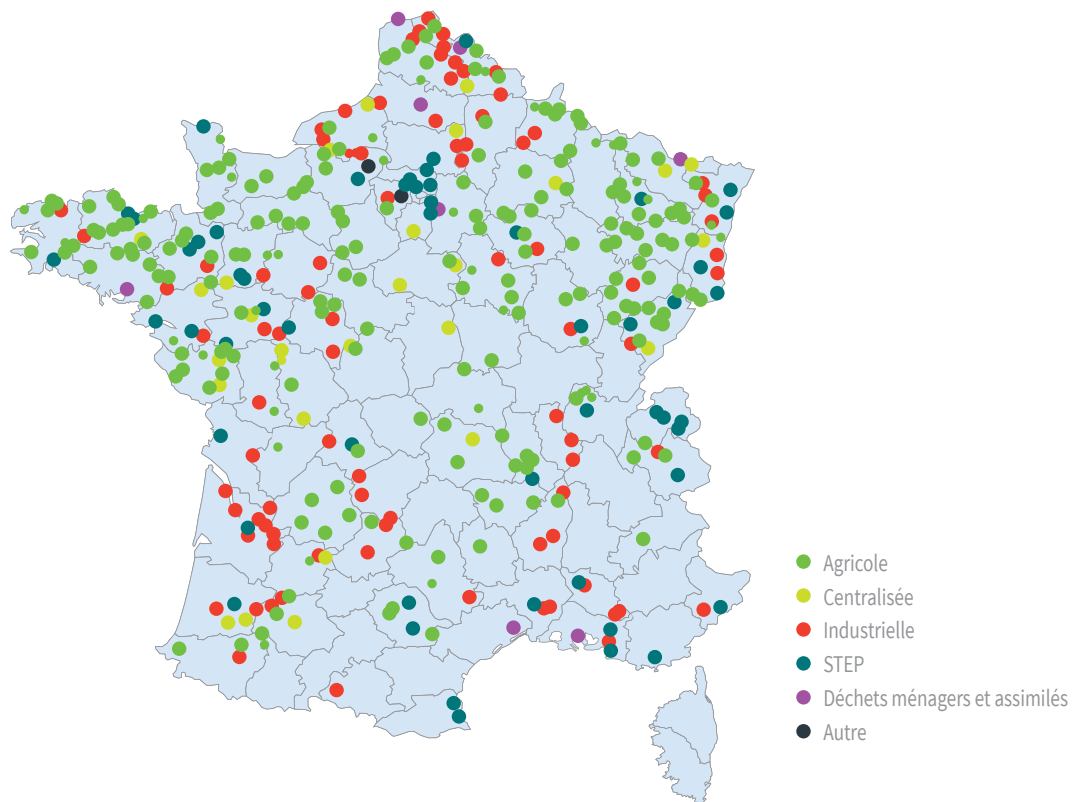 Agricole
Centralisée
Industrielle
STEP
Déchets ménagers et assimilés
Autre